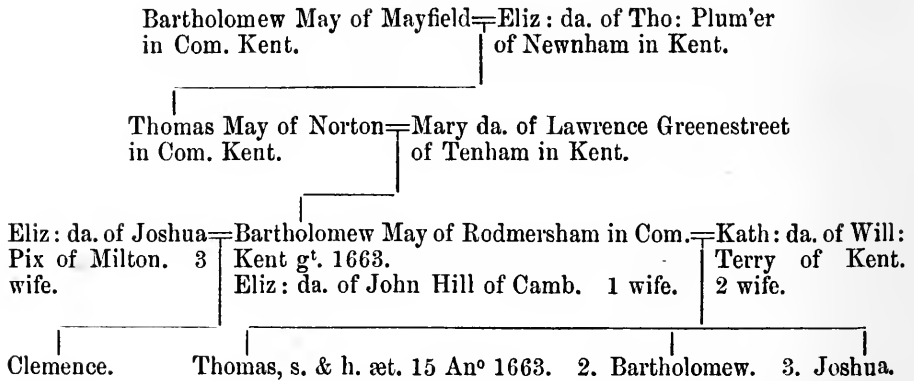 Bartholomew May of Mayfield=Eliz : da. of Tho: Plum'er
in Com. Kent. of Newnham in Kent.
Thomas May of Norton=Mary da. of Lawrence Greenestreet
in Com. Kent. of Tenham in Kent.
Eliz : da. of Joshua=Bartholomew May of Rodmersham in Com.=Kath: da. of Will:
Pix of Milton. 3 Kent gᵗ. 1663. Terry of Kent.
wife. Eliz : da. of John Hill of Camb. 1 wife. 2 wife.
Clemence. Thomas, s. & h. æt. 15 Anº 1663. 2. Bartholomew. 3. Joshua.